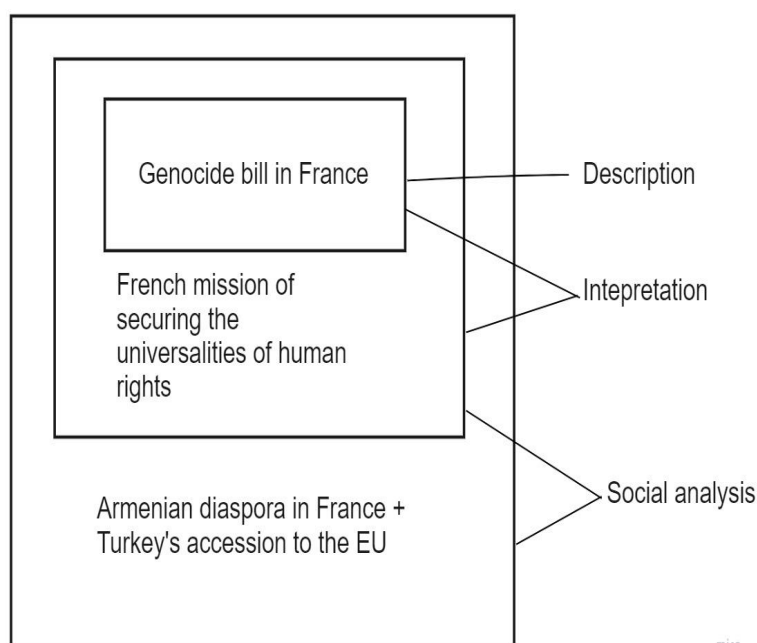 Genocide bill in France
Description
French mission of
securing the
universalities of human
rights
Intepretation
Armenian diaspora in France +
Turkey's accession to the EU
Social analysis